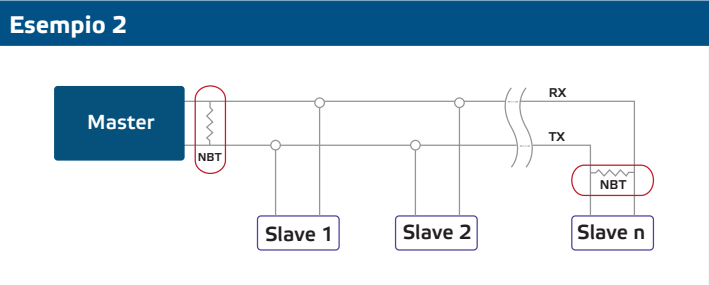 Esempio 2
RX
Master
TX
NBT
NBT
Slave 1
Slave 2
Slave n